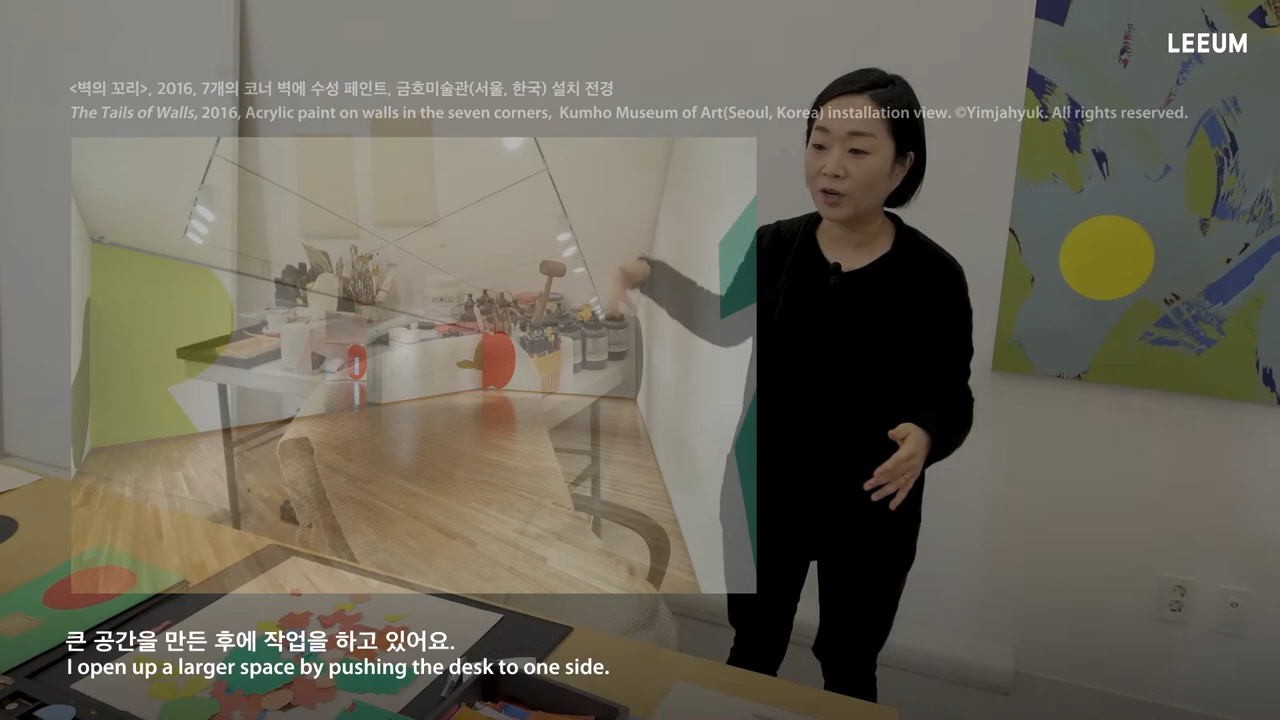 LEEUM
<벽의 꼬리>, 2016, 7개의 코너 벽에 수성 페인트, 금호미술관(서울, 한국) 설치 전경
The Tails of Walls, 2016, Acrylic paint on walls in the seven corners, Kumho Museum of Art(Seoul, Korea) installation view. ©Yimjahyuk. All rights reserved.
큰 공간을 만든 후에 작업을 하고 있어요.
I open up a larger space by pushing the desk to one side.